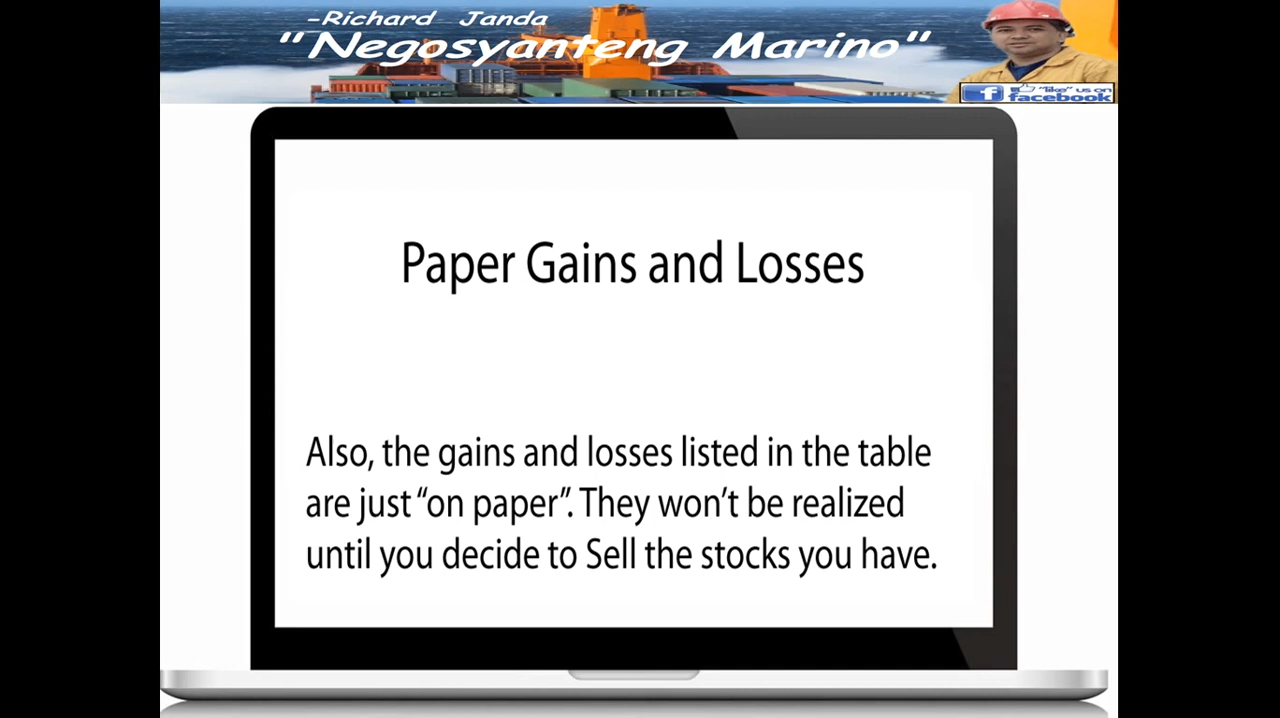 -Richard Janda
"Negosyanteng Marino"
"like" us on
f facebook
Paper Gains and Losses
Also, the gains and losses listed in the table
are just “on paper”. They won’t be realized
until you decide to Sell the stocks you have.